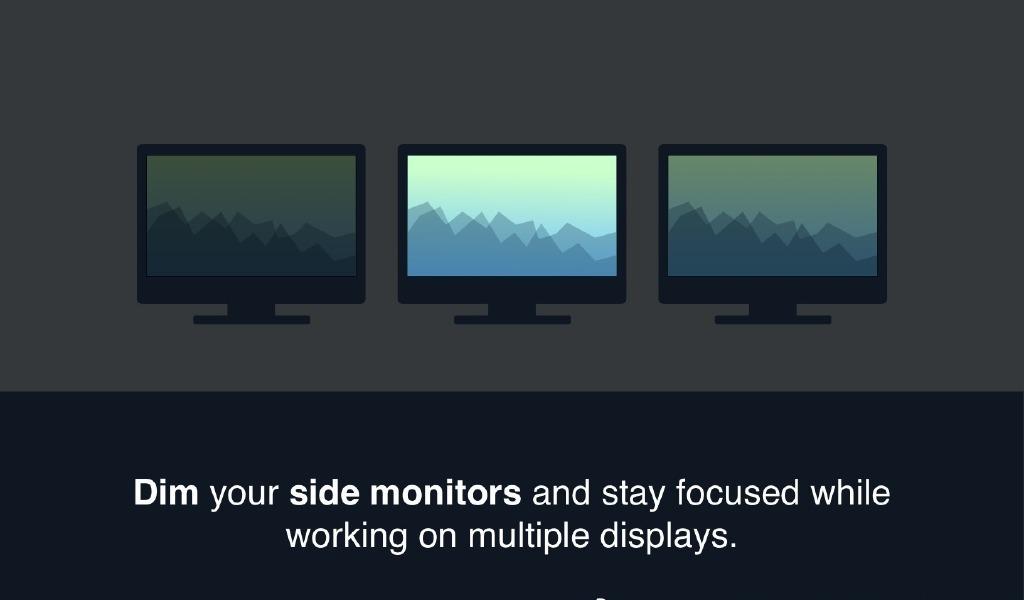 Dim your side monitors and stay focused while
working on multiple displays.